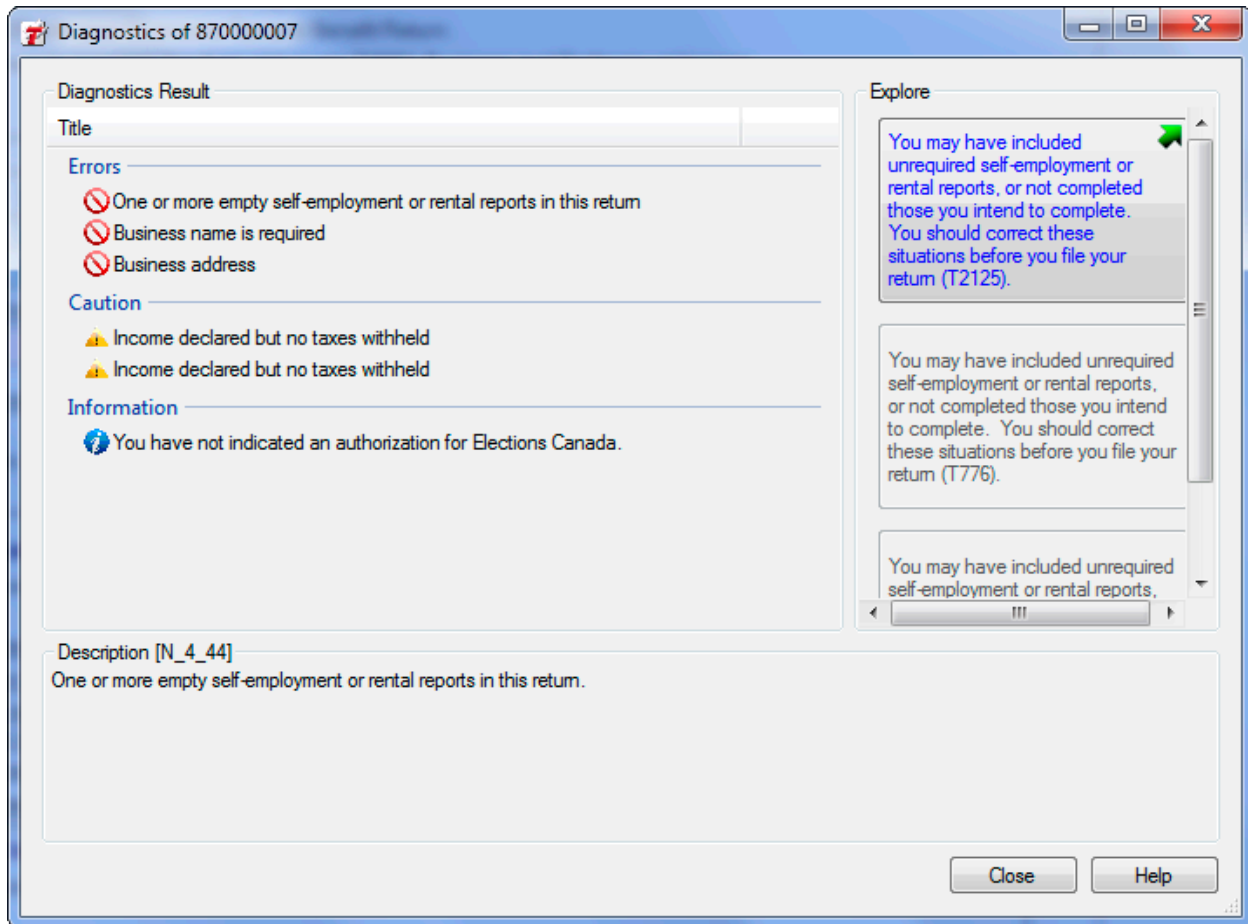 Diagnostics of 870000007
Diagnostics Result
Title
Errors
One or more empty self-employment or rental reports in this return
Business name is required
Business address
Caution
Income declared but no taxes withheld
Income declared but no taxes withheld
Information
You have not indicated an authorization for Elections Canada.
Explore
You may have included
unrequired self-employment or
rental reports, or not completed
those you intend to complete.
You should correct these
situations before you file your
return (T2125).
You may have included unrequired
self-employment or rental reports,
or not completed those you intend
to complete. You should correct
these situations before you file your
return (T776).
You may have included unrequired
self-employment or rental reports,
Description [N_4_44]
One or more empty self-employment or rental reports in this return.
Close
Help